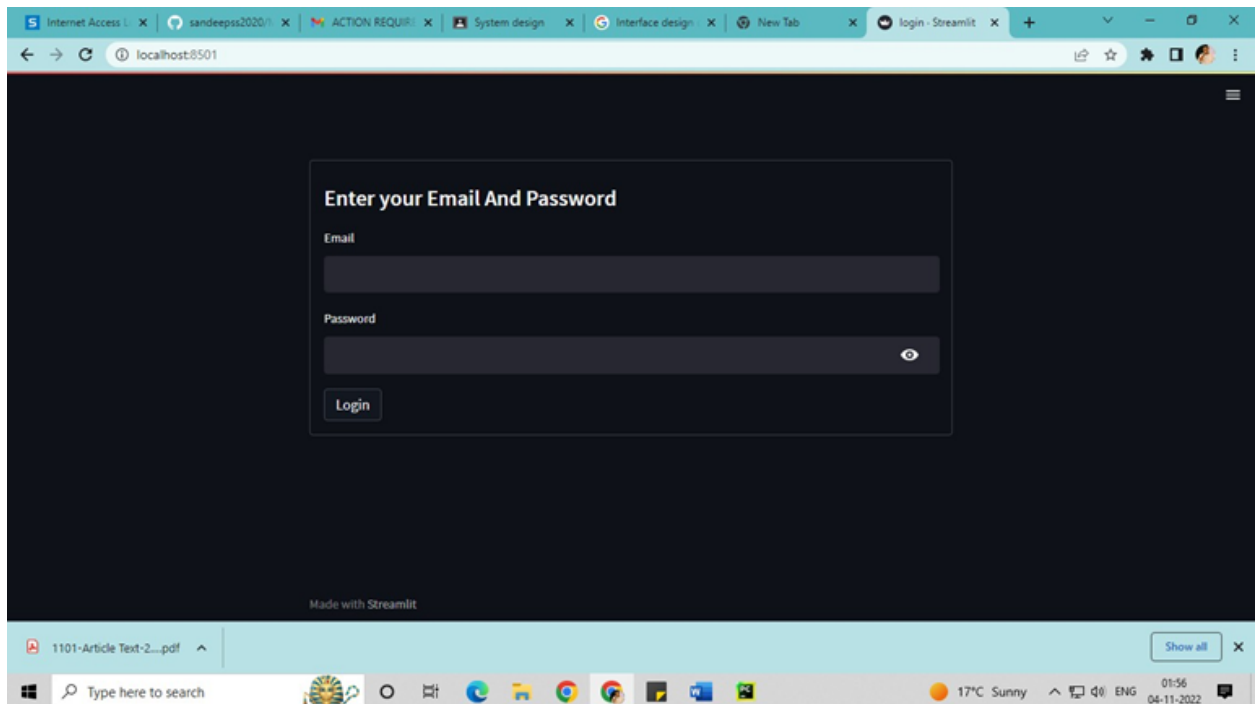 Internet Access L
sandeepss2020/
ACTION REQUIRE
System design
Interface design
New Tab
login · Streamlit
localhost:8501
Enter your Email And Password
Email
Password
Login
Made with Streamlit
1101-Article Text-2....pdf
Show all
Type here to search
17°C Sunny
ENG
01:56
04-11-2022